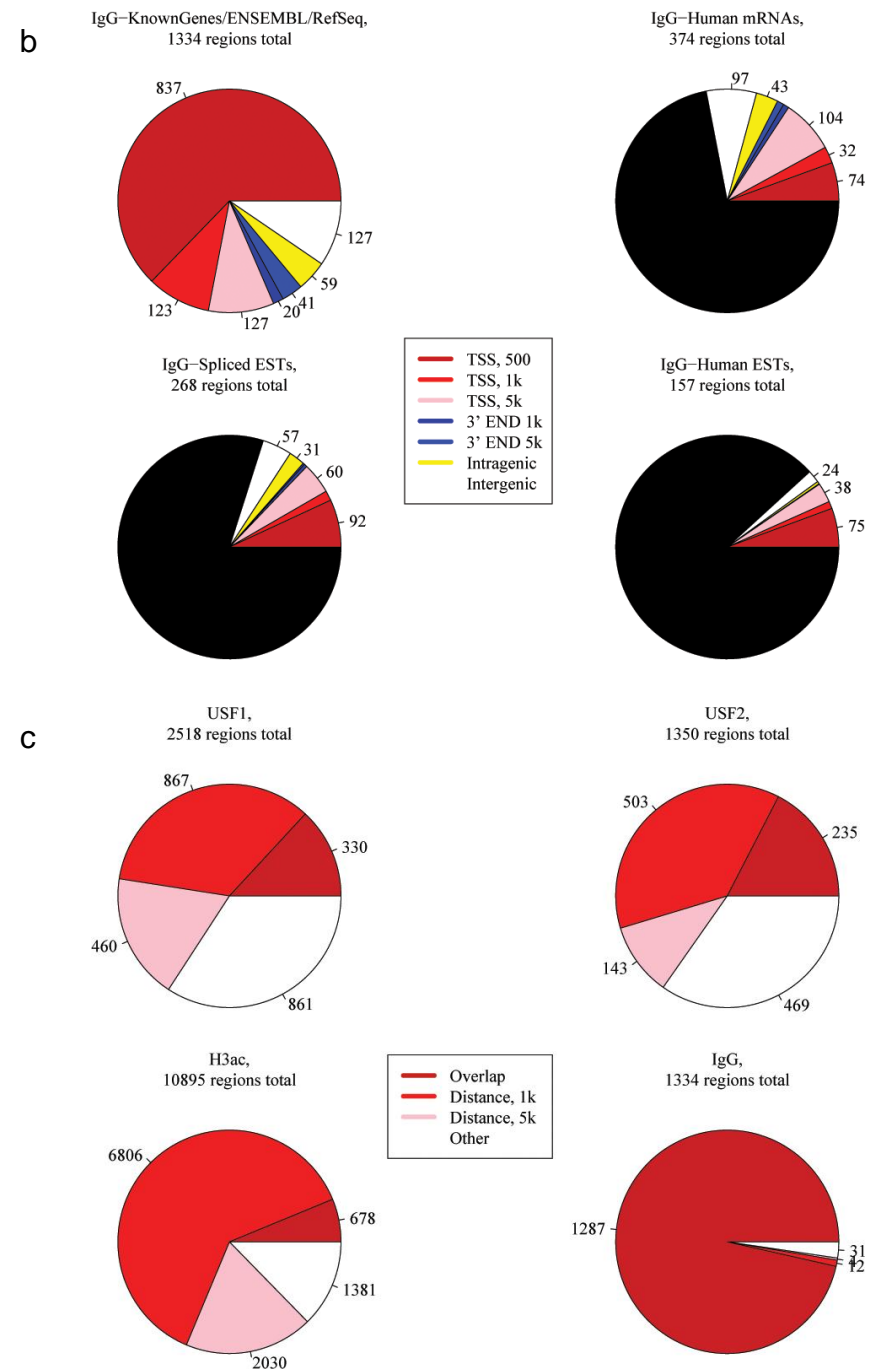 b
IgG−KnownGenes/ENSEMBL/RefSeq,
1334 regions total
837
127
59
41
20
127
123
IgG−Human mRNAs,
374 regions total
97
43
104
32
74
IgG−Spliced ESTs,
268 regions total
57
31
60
92
TSS, 500
TSS, 1k
TSS, 5k
3' END 1k
3' END 5k
Intragenic
Intergenic
IgG−Human ESTs,
157 regions total
24
38
75
c
USF1,
2518 regions total
867
330
460
861
USF2,
1350 regions total
503
235
143
469
H3ac,
10895 regions total
6806
678
1381
2030
Overlap
Distance, 1k
Distance, 5k
Other
IgG,
1334 regions total
1287
31
4
12